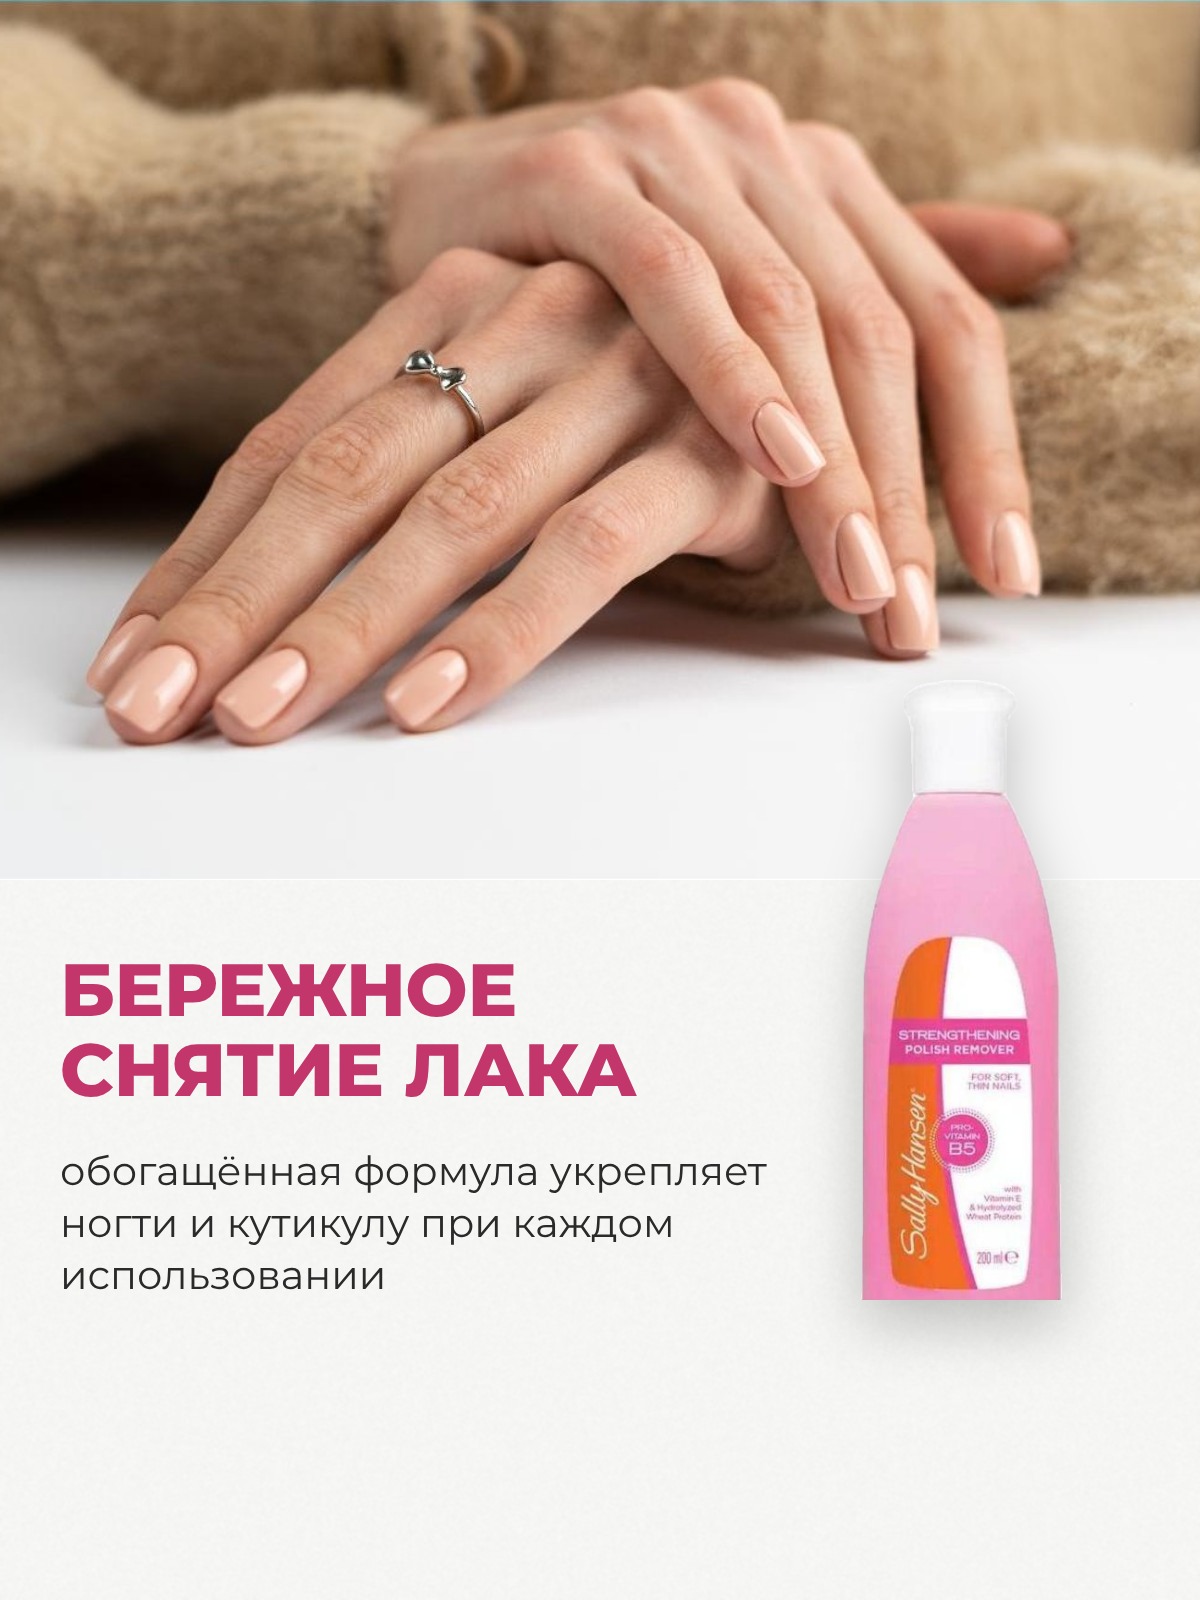 БЕРЕЖНОЕ
СНЯТИЕ ЛАКА
обогащённая формула укрепляет
ногти и кутикулу при каждом
использовании
STRENGTHENING
POLISH REMOVER
FOR SOFT,
THIN NAILS
Sally Hansen
PRO-
VITAMIN
B5
with
Vitamin E
& Hydrolyzed
Wheat Protein
200 ml ℮